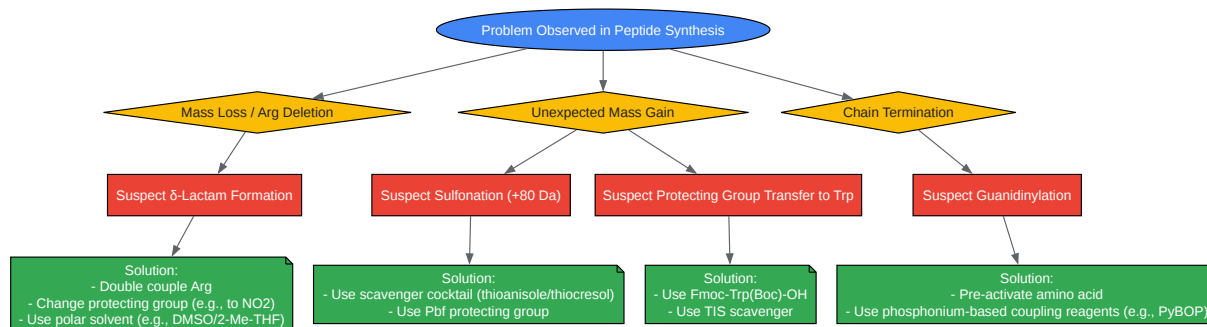 Problem Observed in Peptide Synthesis
Mass Loss / Arg Deletion
Unexpected Mass Gain
Chain Termination
Suspect δ-Lactam Formation
Suspect Sulfonation (+80 Da)
Suspect Protecting Group Transfer to Trp
Suspect Guanidinylation
Solution:
- Double couple Arg
- Change protecting group (e.g., to NO2)
- Use polar solvent (e.g., DMSO/2-Me-THF)
Solution:
- Use scavenger cocktail (thioanisole/thiocresol)
- Use Pbf protecting group
Solution:
- Use Fmoc-Trp(Boc)-OH
- Use TIS scavenger
Solution:
- Pre-activate amino acid
- Use phosphonium-based coupling reagents (e.g., PyBOP)